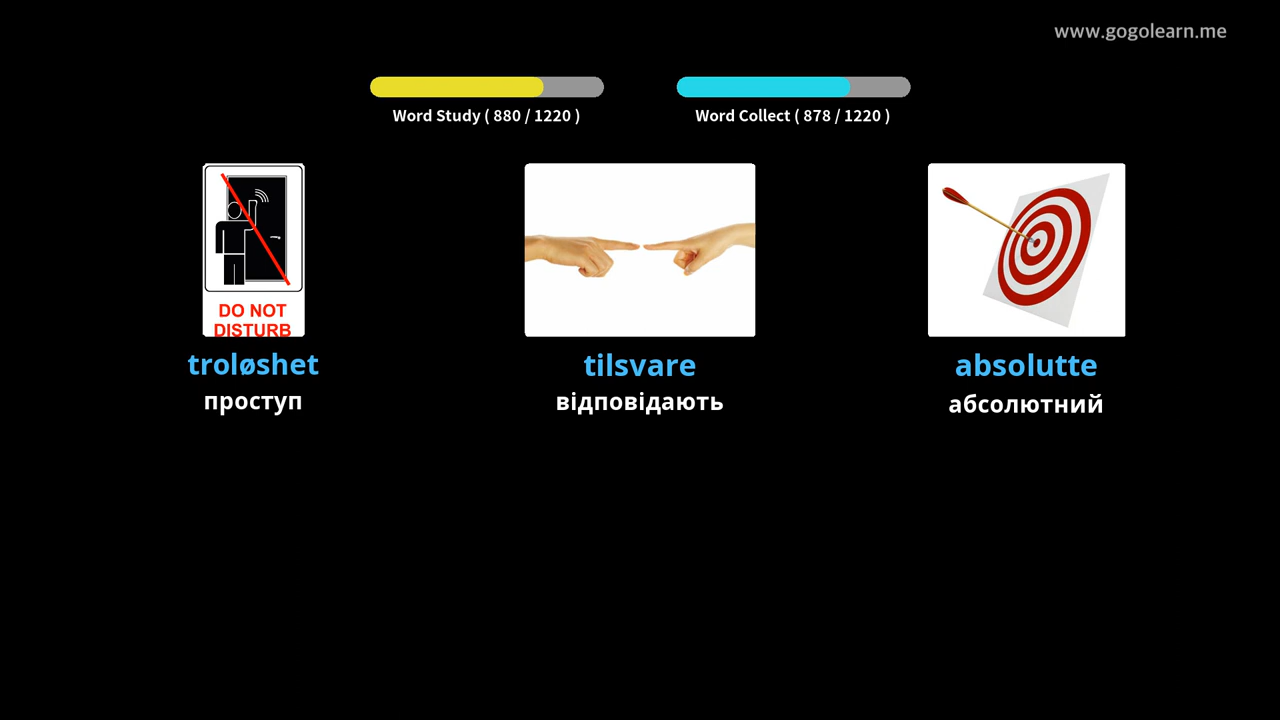 www.gogolearn.me
Word Study ( 880 / 1220 )
Word Collect ( 878 / 1220 )
DO NOT
DISTURB
troløshet
tilsvare
absolutte
проступ
відповідають
абсолютний